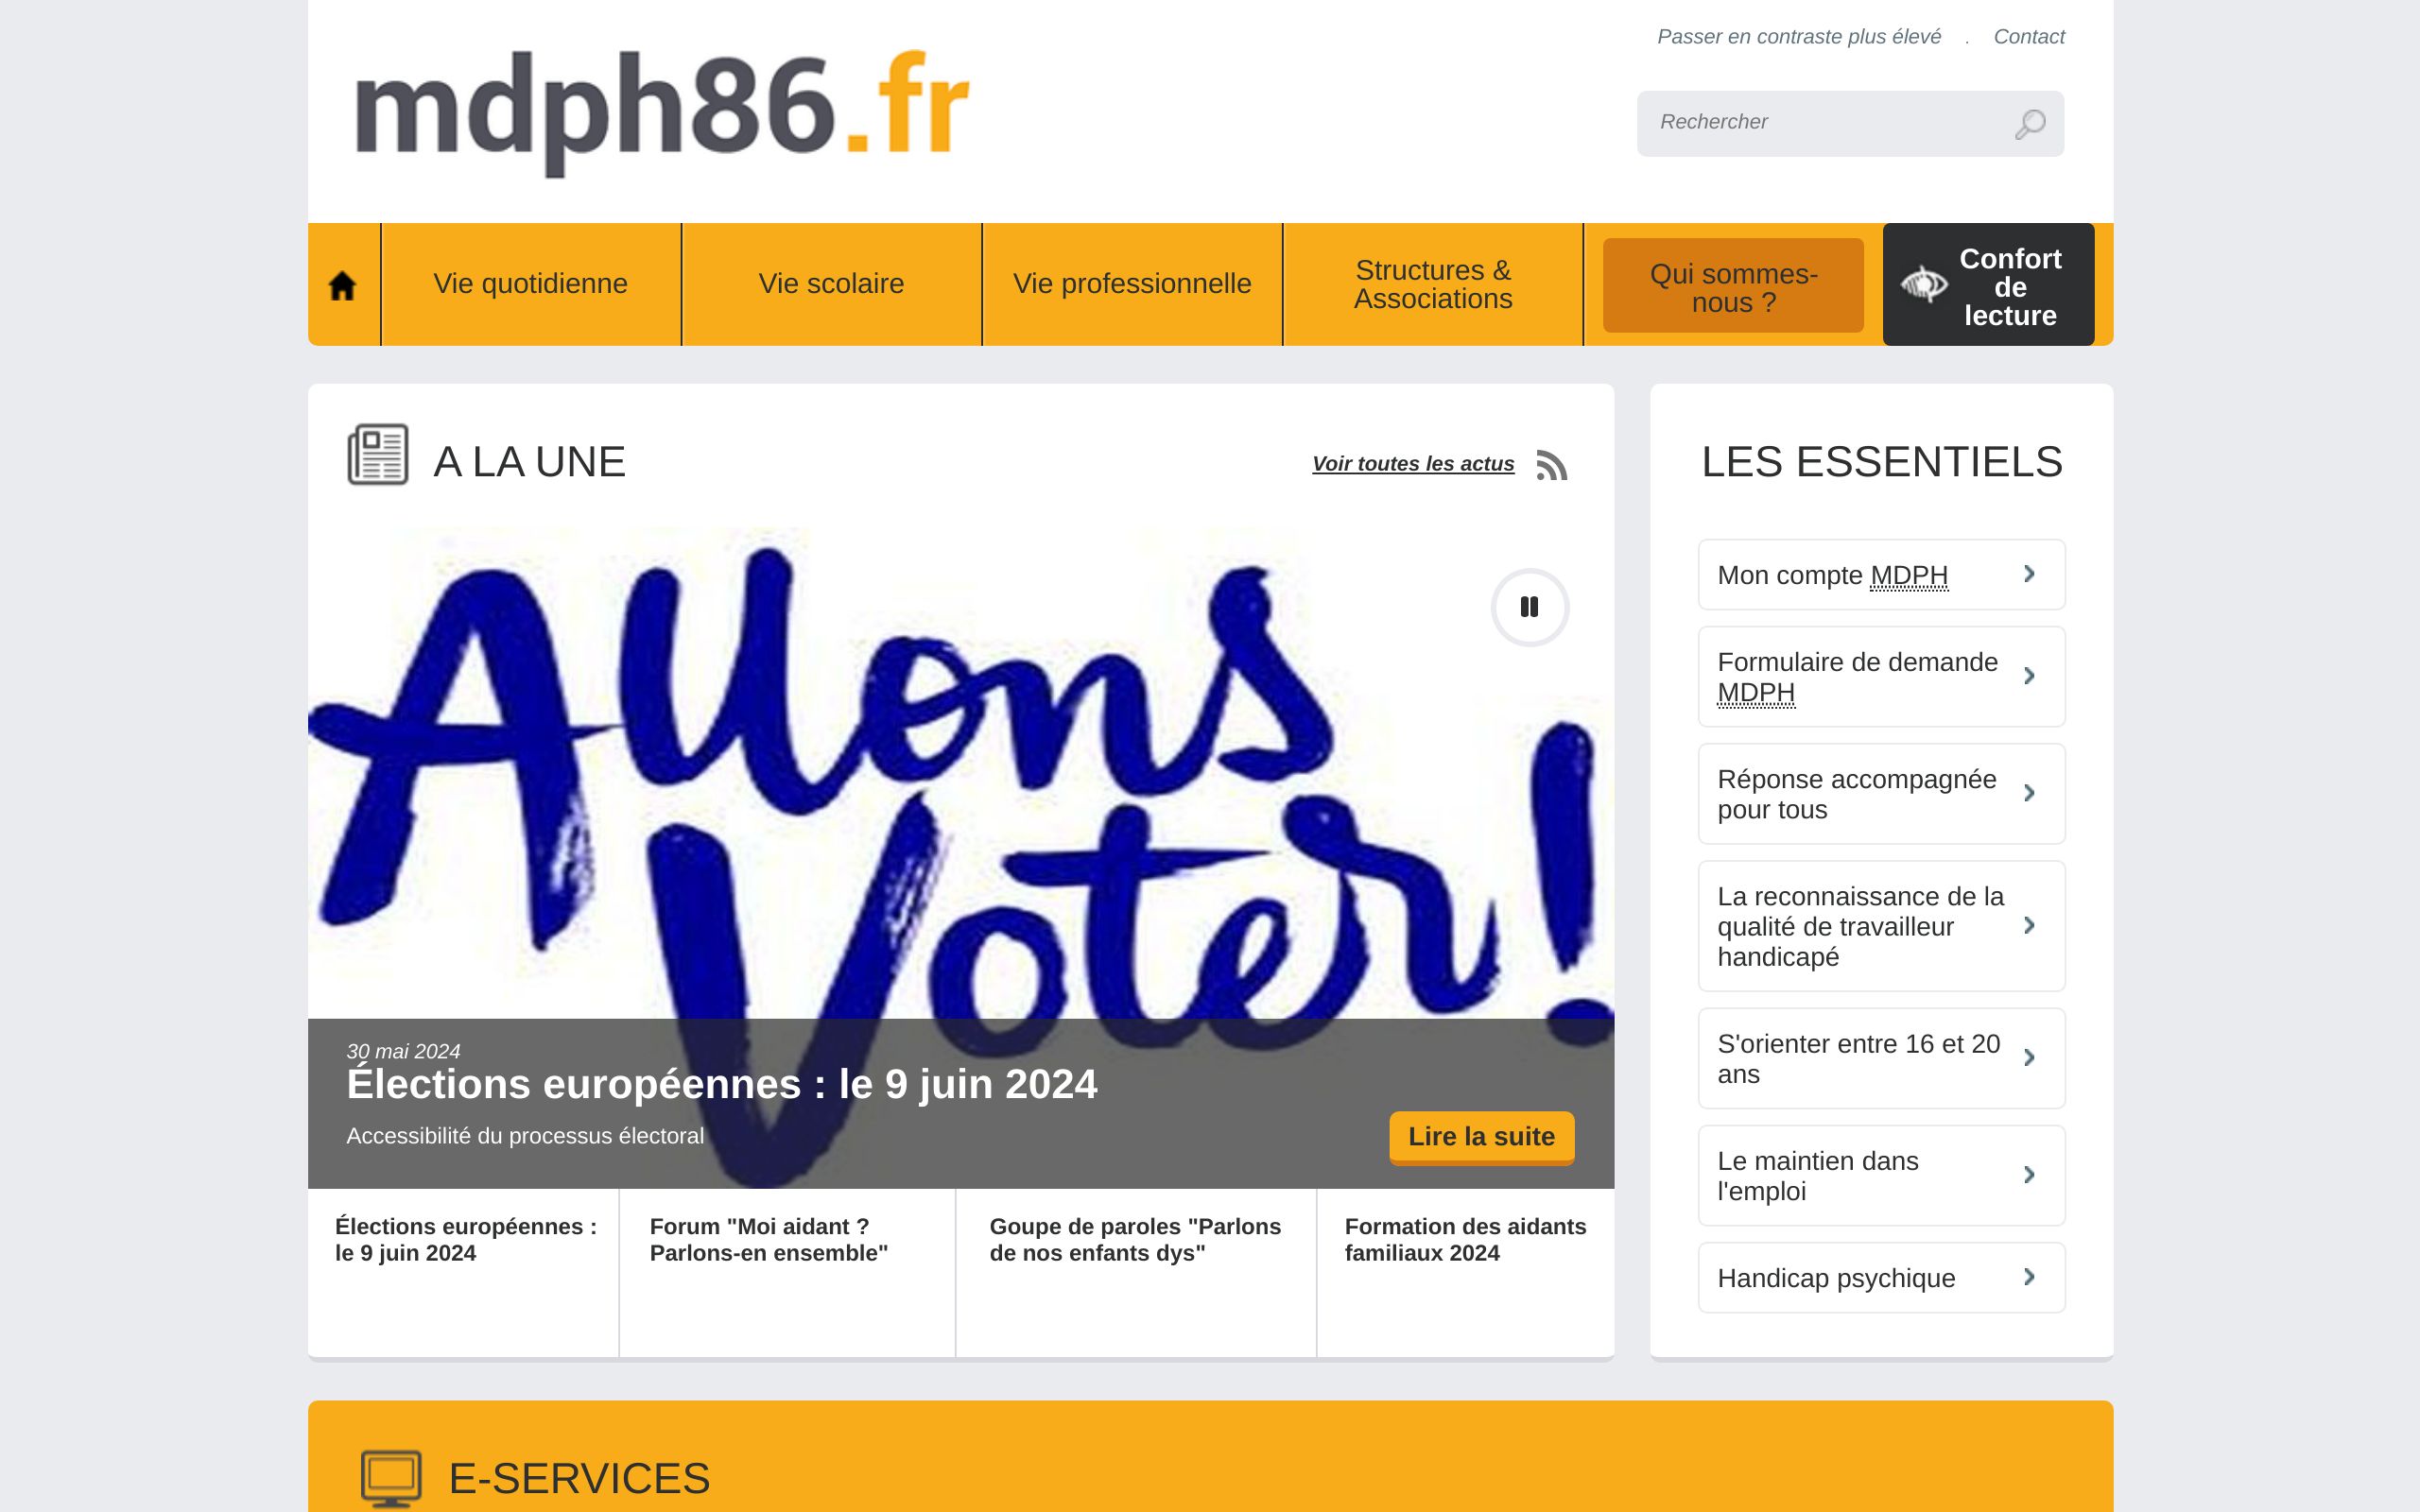 mdph86.fr
Passer en contraste plus élevé . Contact
Rechercher
Vie quotidienne
Vie scolaire
Vie professionnelle
Structures &
Associations
Qui sommes-
nous ?
Confort
de
lecture
A LA UNE
Voir toutes les actus
Allons
Voter!
30 mai 2024
Élections européennes : le 9 juin 2024
Accessibilité du processus électoral
Lire la suite
Élections européennes :
le 9 juin 2024
Forum "Moi aidant ?
Parlons-en ensemble"
Goupe de paroles "Parlons
de nos enfants dys"
Formation des aidants
familiaux 2024
LES ESSENTIELS
Mon compte MDPH
Formulaire de demande
MDPH
Réponse accompagnée
pour tous
La reconnaissance de la
qualité de travailleur
handicapé
S'orienter entre 16 et 20
ans
Le maintien dans
l'emploi
Handicap psychique
E-SERVICES